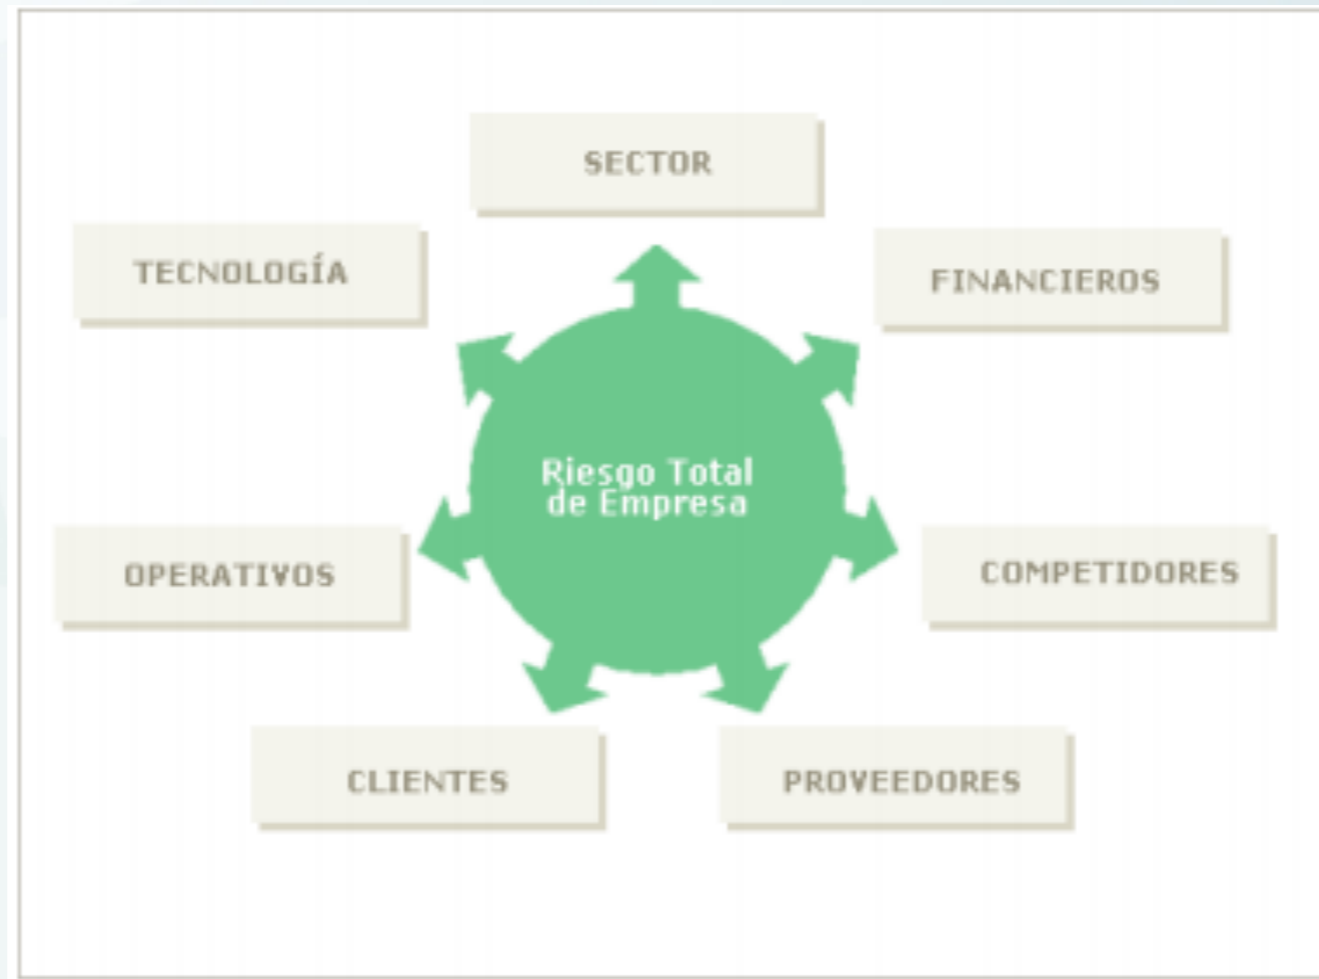 SECTOR
TECNOLOGÍA
FINANCIEROS
Riesgo Total
de Empresa
OPERATIVOS
COMPETIDORES
CLIENTES
PROVEEDORES